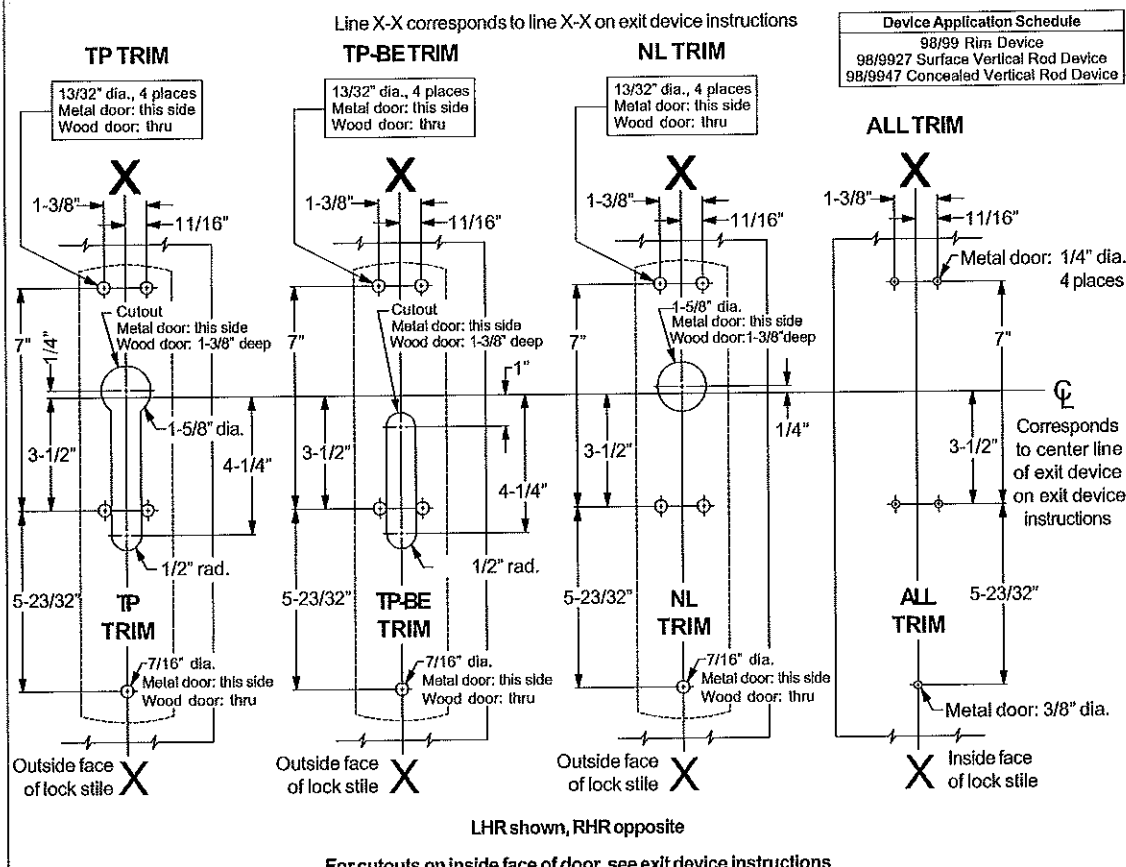 Line X-X corresponds to line X-X on exit device instructions
Device Application Schedule
98/99 Rim Device
98/9927 Surface Vertical Rod Device
98/9947 Concealed Vertical Rod Device
TP TRIM
13/32" dia., 4 places
Metal door: this side
Wood door: thru
X
1-3/8"
11/16"
Cutout
Metal door: this side
Wood door: 1-3/8" deep
7"
1/4"
1-5/8" dia.
3-1/2"
4-1/4"
1/2" rad.
5-23/32"
TP
TRIM
7/16" dia.
Metal door: this side
Wood door: thru
Outside face
of lock stile
X
TP-BE TRIM
13/32" dia., 4 places
Metal door: this side
Wood door: thru
X
1-3/8"
11/16"
Cutout
Metal door: this side
Wood door: 1-3/8" deep
7"
1"
3-1/2"
4-1/4"
1/2" rad.
5-23/32"
TP-BE
TRIM
7/16" dia.
Metal door: this side
Wood door: thru
Outside face
of lock stile
X
NL TRIM
13/32" dia., 4 places
Metal door: this side
Wood door: thru
X
1-3/8"
11/16"
1-5/8" dia.
Metal door: this side
Wood door: 1-3/8" deep
7"
1/4"
3-1/2"
5-23/32"
NL
TRIM
7/16" dia.
Metal door: this side
Wood door: thru
Outside face
of lock stile
X
ALL TRIM
X
1-3/8"
11/16"
Metal door: 1/4" dia.
4 places
7"
CL
Corresponds
to center line
of exit device
on exit device
instructions
3-1/2"
5-23/32"
ALL
TRIM
Metal door: 3/8" dia.
X
Inside face
of lock stile
LHR shown, RHR opposite
For cutouts on inside face of door, see exit device instructions